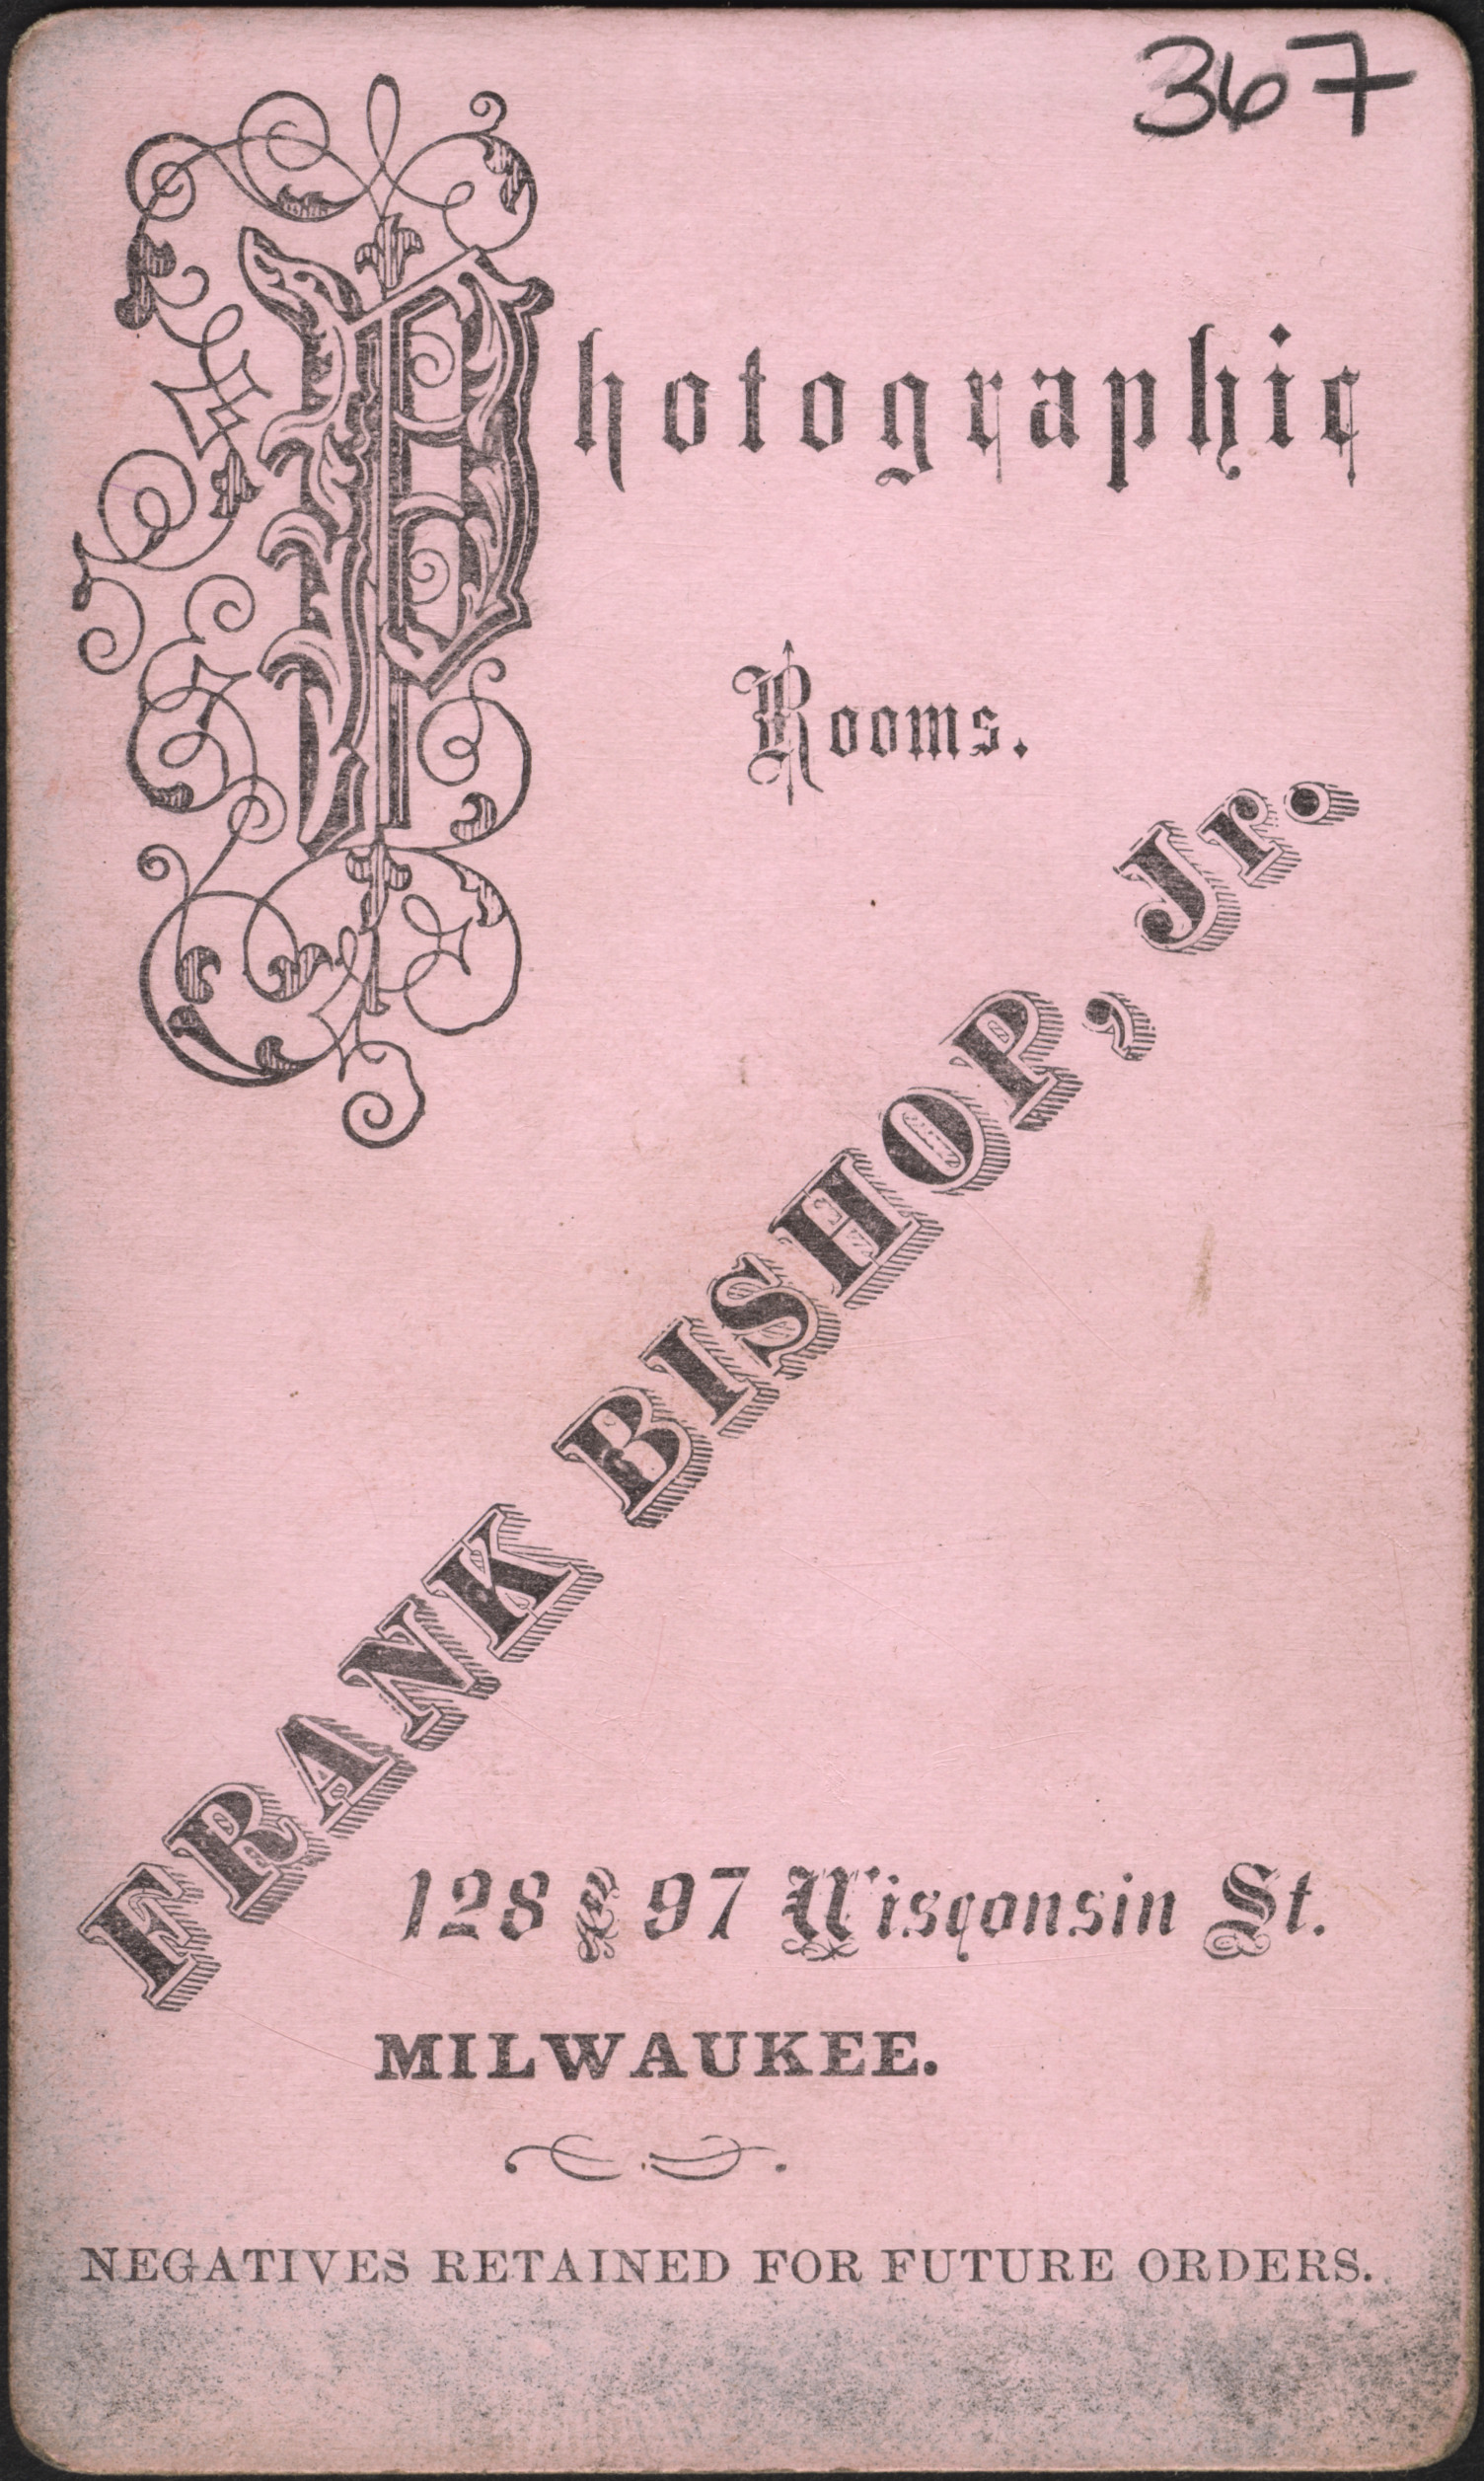 367
Photographic
Rooms.
FRANK BISHOP, Jr.
128 & 97 Wisconsin St.
MILWAUKEE.
NEGATIVES RETAINED FOR FUTURE ORDERS.